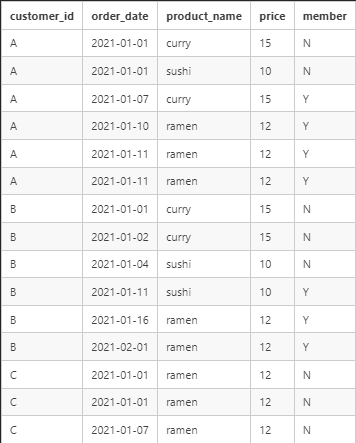 customer_id order_date product_name price member
A 2021-01-01 curry 15 N
A 2021-01-01 sushi 10 N
A 2021-01-07 curry 15 Y
A 2021-01-10 ramen 12 Y
A 2021-01-11 ramen 12 Y
A 2021-01-11 ramen 12 Y
B 2021-01-01 curry 15 N
B 2021-01-02 curry 15 N
B 2021-01-04 sushi 10 N
B 2021-01-11 sushi 10 Y
B 2021-01-16 ramen 12 Y
B 2021-02-01 ramen 12 Y
C 2021-01-01 ramen 12 N
C 2021-01-01 ramen 12 N
C 2021-01-07 ramen 12 N